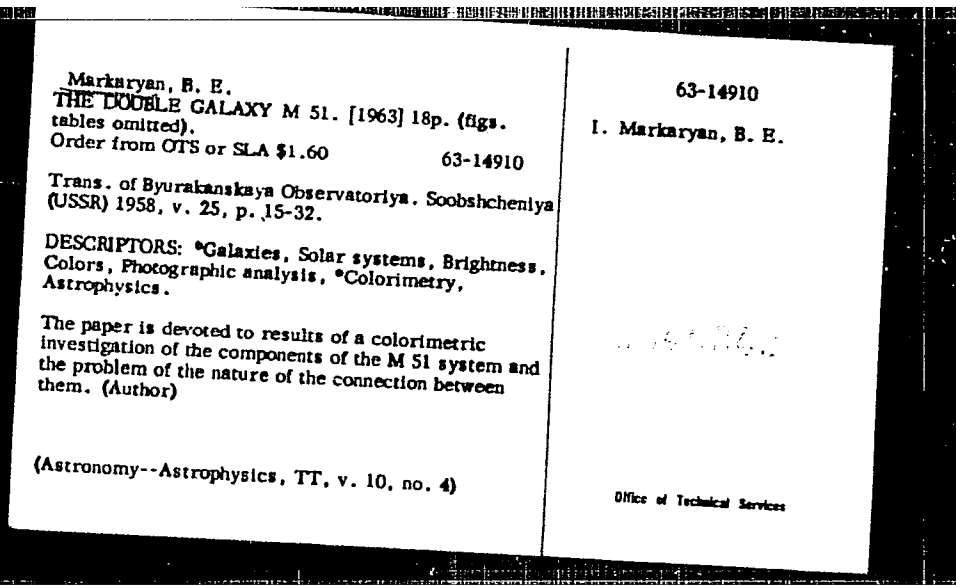 Markaryan, B. E.
THE DOUBLE GALAXY M 51. [1963] 18p. (figs.
tables omitted).
Order from OTS or SLA $1.60 63-14910
Trans. of Byurakanskaya Observatoriya. Soobshcheniya
(USSR) 1958, v. 25, p. 15-32.
DESCRIPTORS: *Galaxies, Solar systems, Brightness,
Colors, Photographic analysis, *Colorimetry,
Astrophysics.
The paper is devoted to results of a colorimetric
investigation of the components of the M 51 system and
the problem of the nature of the connection between
them. (Author)
(Astronomy--Astrophysics, TT, v. 10, no. 4)
63-14910
I. Markaryan, B. E.
Office of Technical Services